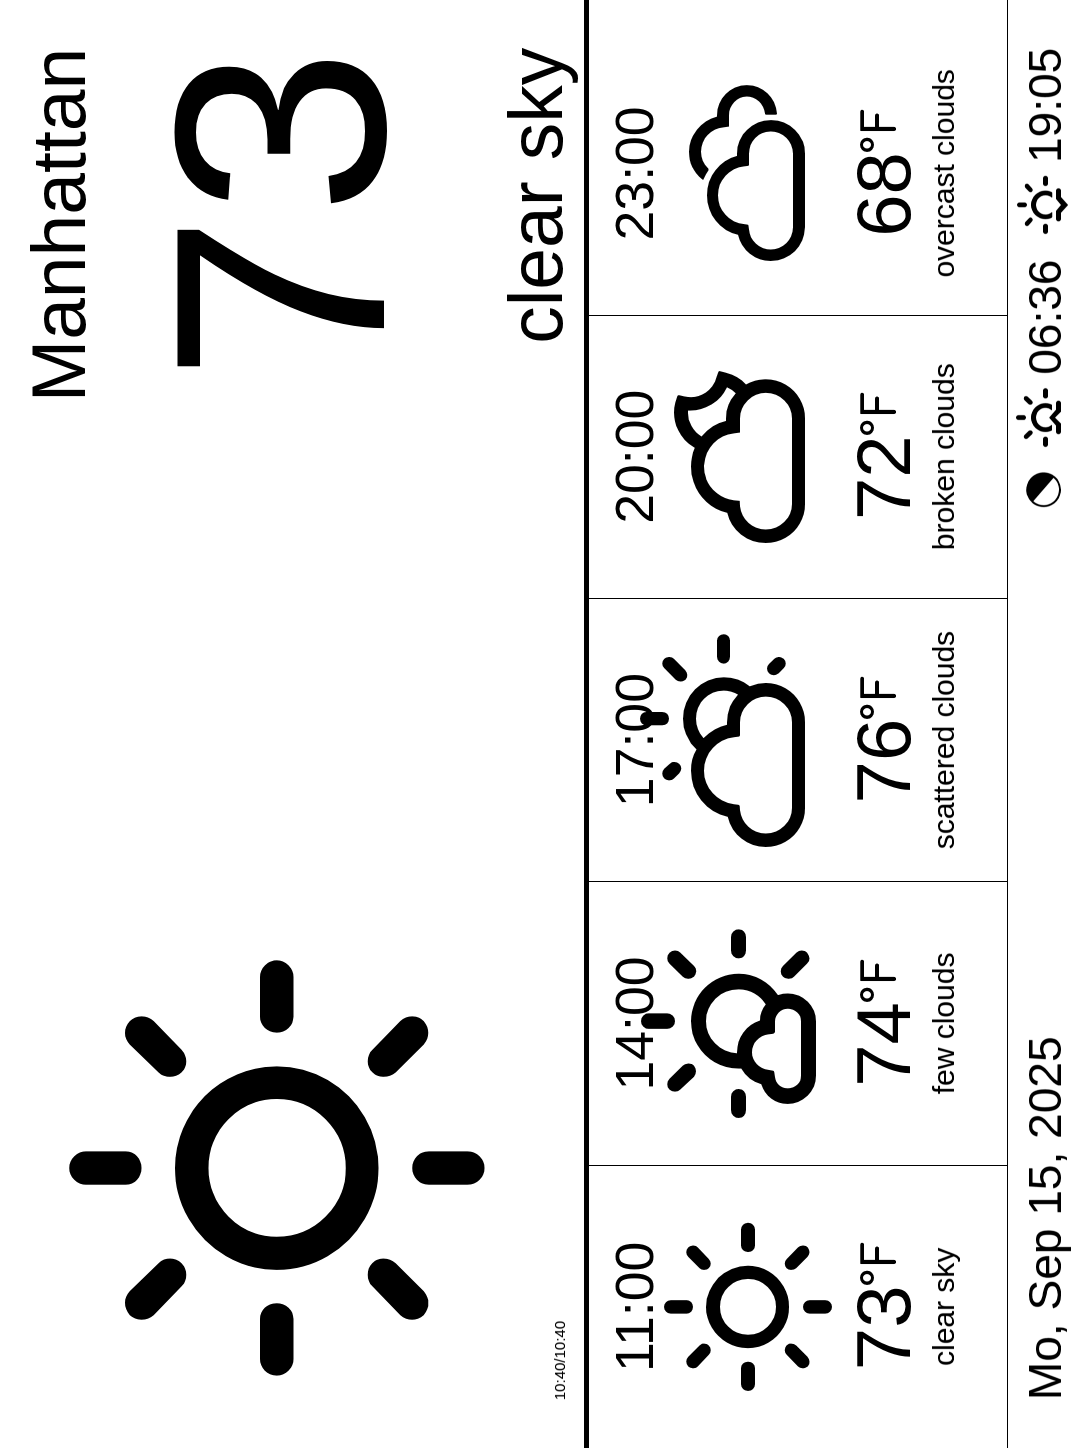 Manhattan
73
clear sky
10:40/10:40
11:00
73°F
clear sky
14:00
74°F
few clouds
17:00
76°F
scattered clouds
20:00
72°F
broken clouds
23:00
68°F
overcast clouds
Mo, Sep 15, 2025
06:36
19:05